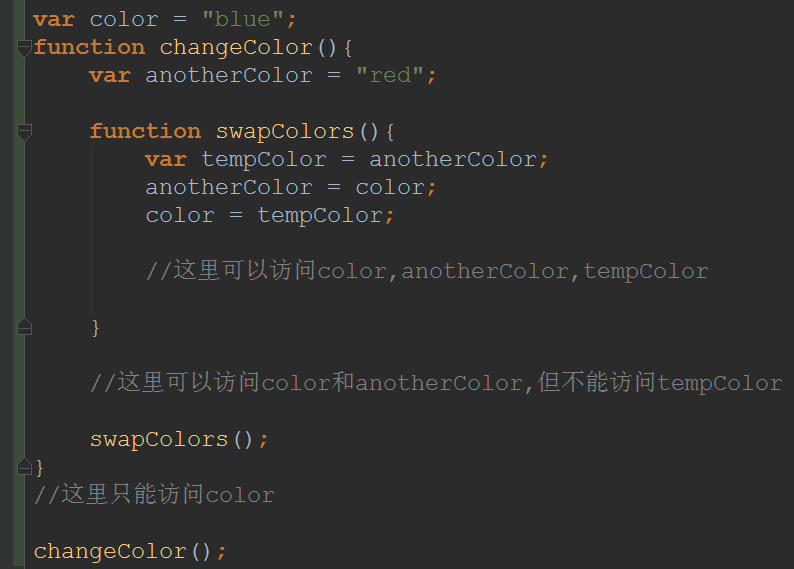 var color = "blue";
function changeColor(){
    var anotherColor = "red";
    function swapColors(){
        var tempColor = anotherColor;
        anotherColor = color;
        color = tempColor;
        //这里可以访问color,anotherColor,tempColor
    }
    //这里可以访问color和anotherColor,但不能访问tempColor
    swapColors();
}
//这里只能访问color
changeColor();